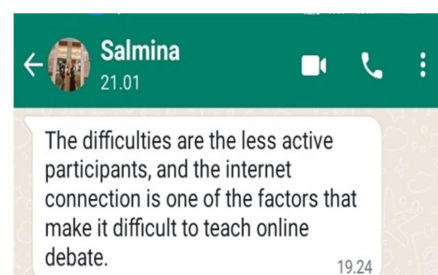 Salmina
21.01
The difficulties are the less active
participants, and the internet
connection is one of the factors that
make it difficult to teach online
debate.
19.24